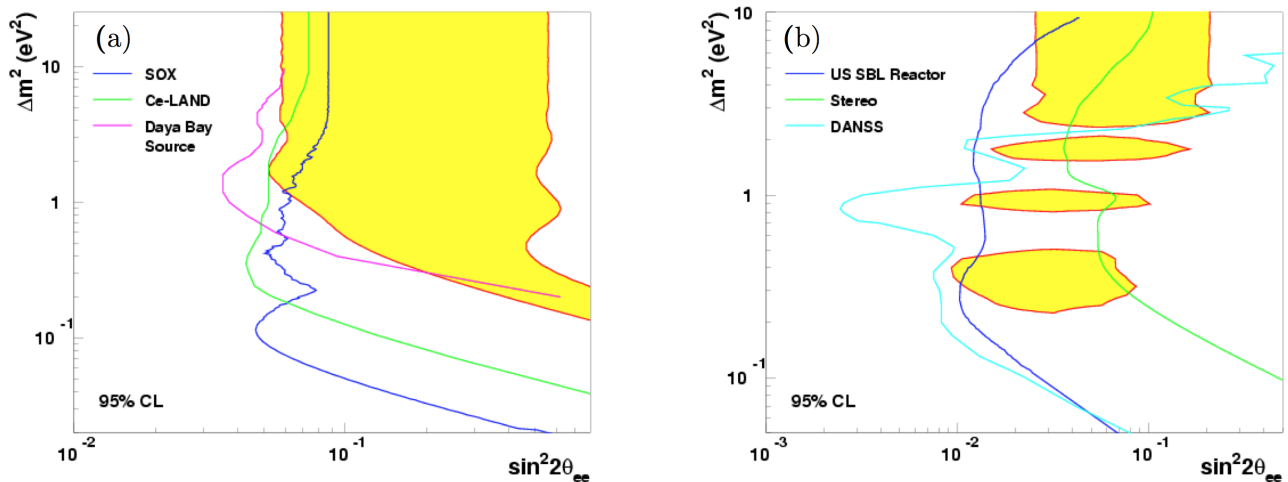 (a)
Δm² (eV²)
SOX
Ce-LAND
Daya Bay
Source
10
1
10⁻¹
95% CL
10⁻²
10⁻¹
sin²2θₑₑ
(b)
Δm² (eV²)
US SBL Reactor
Stereo
DANSS
10
1
10⁻¹
95% CL
10⁻³
10⁻²
10⁻¹
sin²2θₑₑ